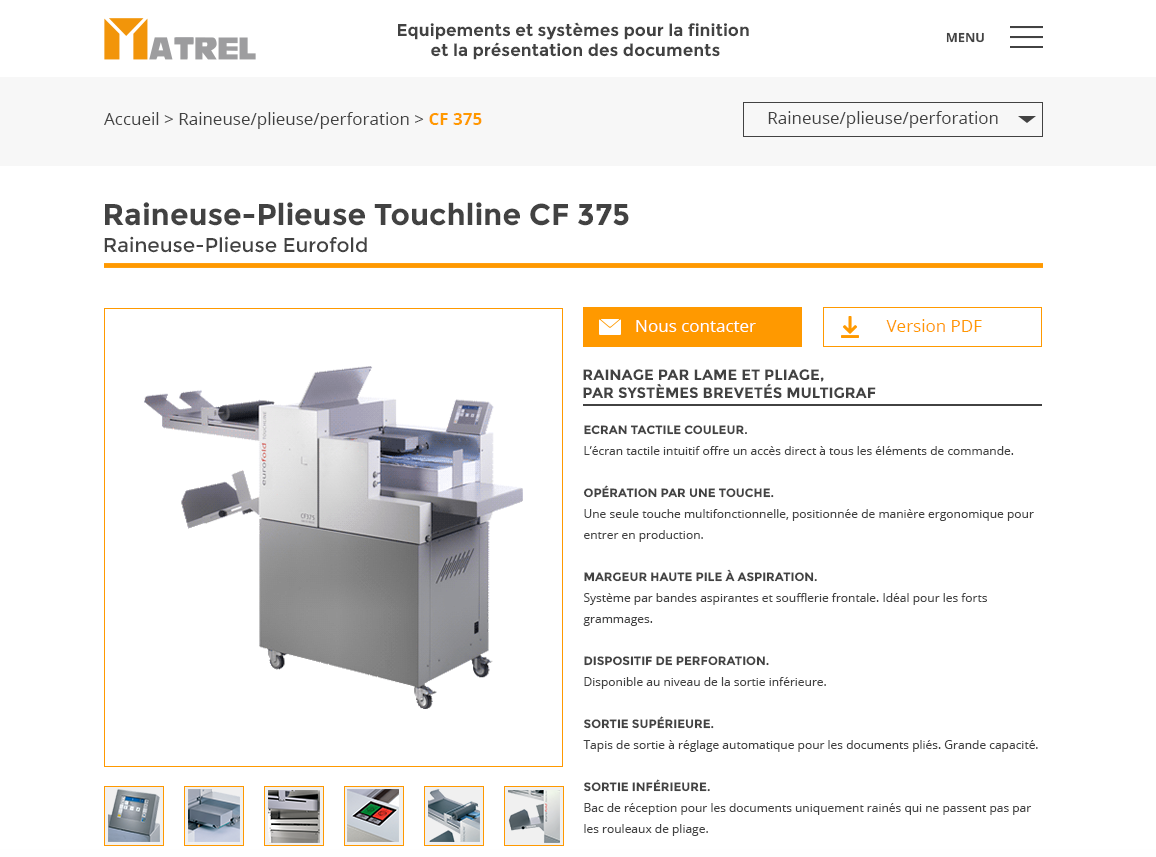 MATREL
Equipements et systèmes pour la finition
et la présentation des documents
MENU
Accueil > Raineuse/plieuse/perforation > CF 375
Raineuse/plieuse/perforation
Raineuse-Plieuse Touchline CF 375
Raineuse-Plieuse Eurofold
Nous contacter
Version PDF
RAINAGE PAR LAME ET PLIAGE,
PAR SYSTÈMES BREVETÉS MULTIGRAF
ECRAN TACTILE COULEUR.
L'écran tactile intuitif offre un accès direct à tous les éléments de commande.
OPÉRATION PAR UNE TOUCHE.
Une seule touche multifonctionnelle, positionnée de manière ergonomique pour
entrer en production.
MARGEUR HAUTE PILE À ASPIRATION.
Système par bandes aspirantes et soufflerie frontale. Idéal pour les forts
grammages.
DISPOSITIF DE PERFORATION.
Disponible au niveau de la sortie inférieure.
SORTIE SUPÉRIEURE.
Tapis de sortie à réglage automatique pour les documents pliés. Grande capacité.
SORTIE INFÉRIEURE.
Bac de réception pour les documents uniquement rainés qui ne passent pas par
les rouleaux de pliage.
eurofold
CF375